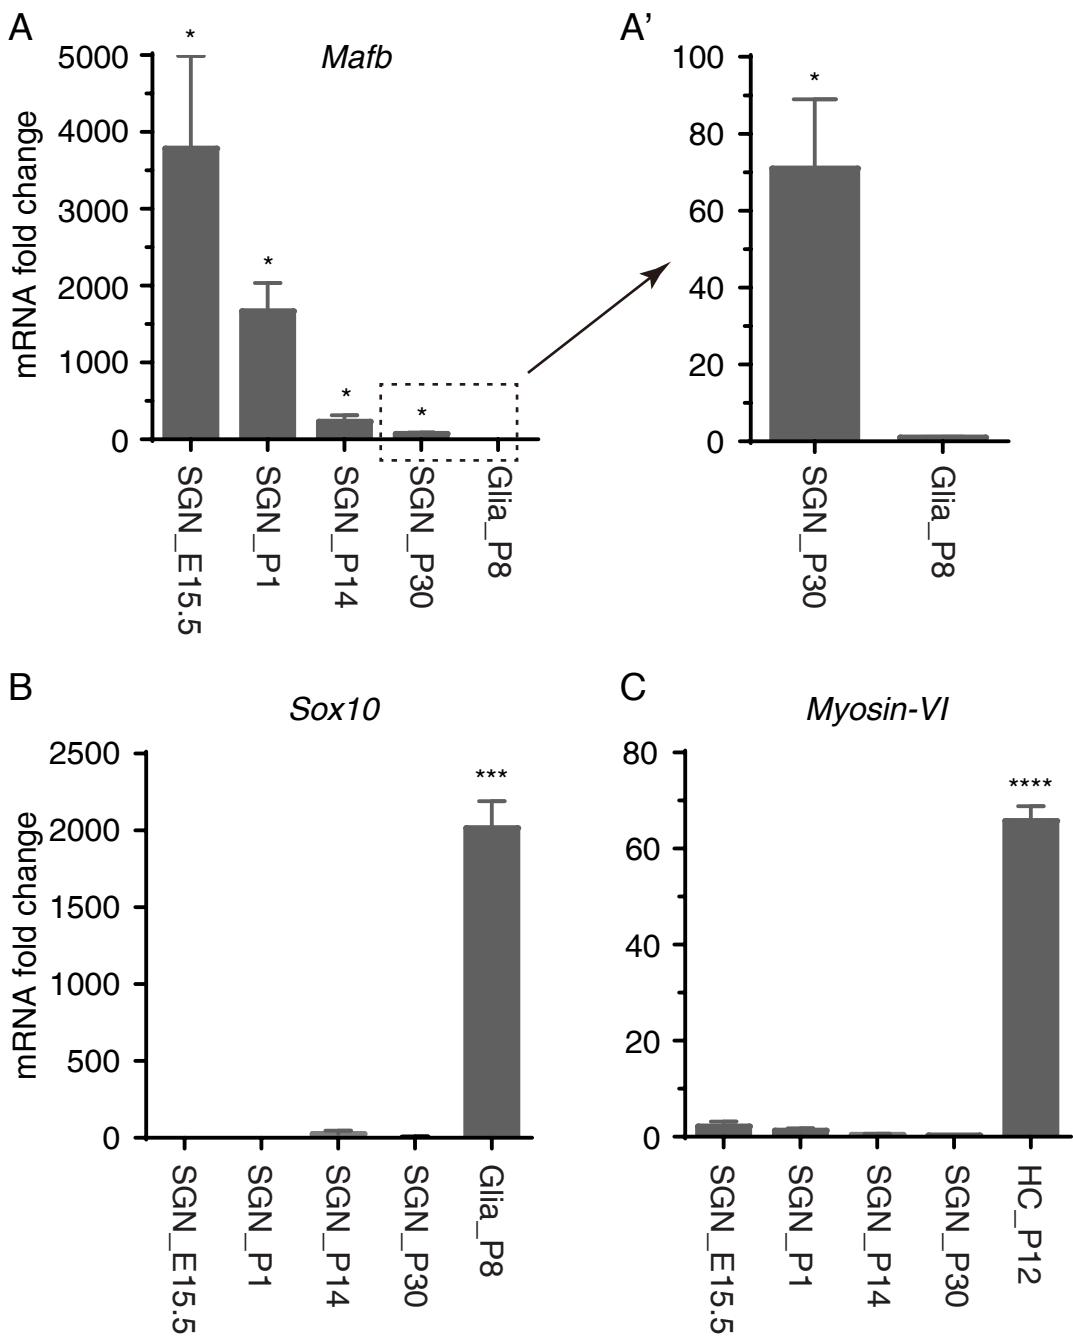 A
Mafb
mRNA fold change
5000
4000
3000
2000
1000
0
*
*
*
*
SGN_E15.5
SGN_P1
SGN_P14
SGN_P30
Glia_P8
A’
100
80
60
40
20
0
*
SGN_P30
Glia_P8
B
Sox10
mRNA fold change
2500
2000
1500
1000
500
0
***
SGN_E15.5
SGN_P1
SGN_P14
SGN_P30
Glia_P8
C
Myosin-VI
80
60
40
20
0
****
SGN_E15.5
SGN_P1
SGN_P14
SGN_P30
HC_P12